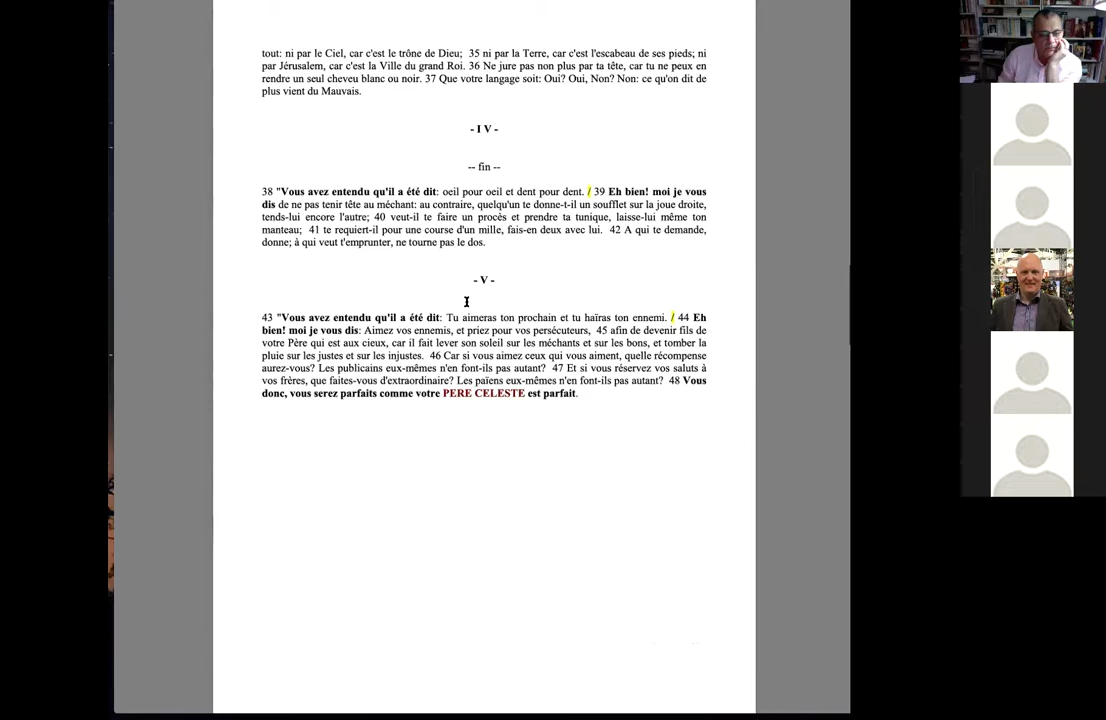 tout: ni par le Ciel, car c'est le trône de Dieu; 35 ni par la Terre, car c'est l'escabeau de ses pieds; ni
par Jérusalem, car c'est la Ville du grand Roi. 36 Ne jure pas non plus par ta tête, car tu ne peux en
rendre un seul cheveu blanc ou noir. 37 Que votre langage soit: Oui? Oui, Non? Non: ce qu'on dit de
plus vient du Mauvais.
- I V -
-- fin --
38 "Vous avez entendu qu'il a été dit: oeil pour oeil et dent pour dent. / 39 Eh bien! moi je vous
dis de ne pas tenir tête au méchant: au contraire, quelqu'un te donne-t-il un soufflet sur la joue droite,
tends-lui encore l'autre; 40 veut-il te faire un procès et prendre ta tunique, laisse-lui même ton
manteau; 41 te requiert-il pour une course d'un mille, fais-en deux avec lui. 42 A qui te demande,
donne; à qui veut t'emprunter, ne tourne pas le dos.
- V -
43 "Vous avez entendu qu'il a été dit: Tu aimeras ton prochain et tu haïras ton ennemi. / 44 Eh
bien! moi je vous dis: Aimez vos ennemis, et priez pour vos persécuteurs, 45 afin de devenir fils de
votre Père qui est aux cieux, car il fait lever son soleil sur les méchants et sur les bons, et tomber la
pluie sur les justes et sur les injustes. 46 Car si vous aimez ceux qui vous aiment, quelle récompense
aurez-vous? Les publicains eux-mêmes n'en font-ils pas autant? 47 Et si vous réservez vos saluts à
vos frères, que faites-vous d'extraordinaire? Les païens eux-mêmes n'en font-ils pas autant? 48 Vous
donc, vous serez parfaits comme votre PERE CELESTE est parfait.